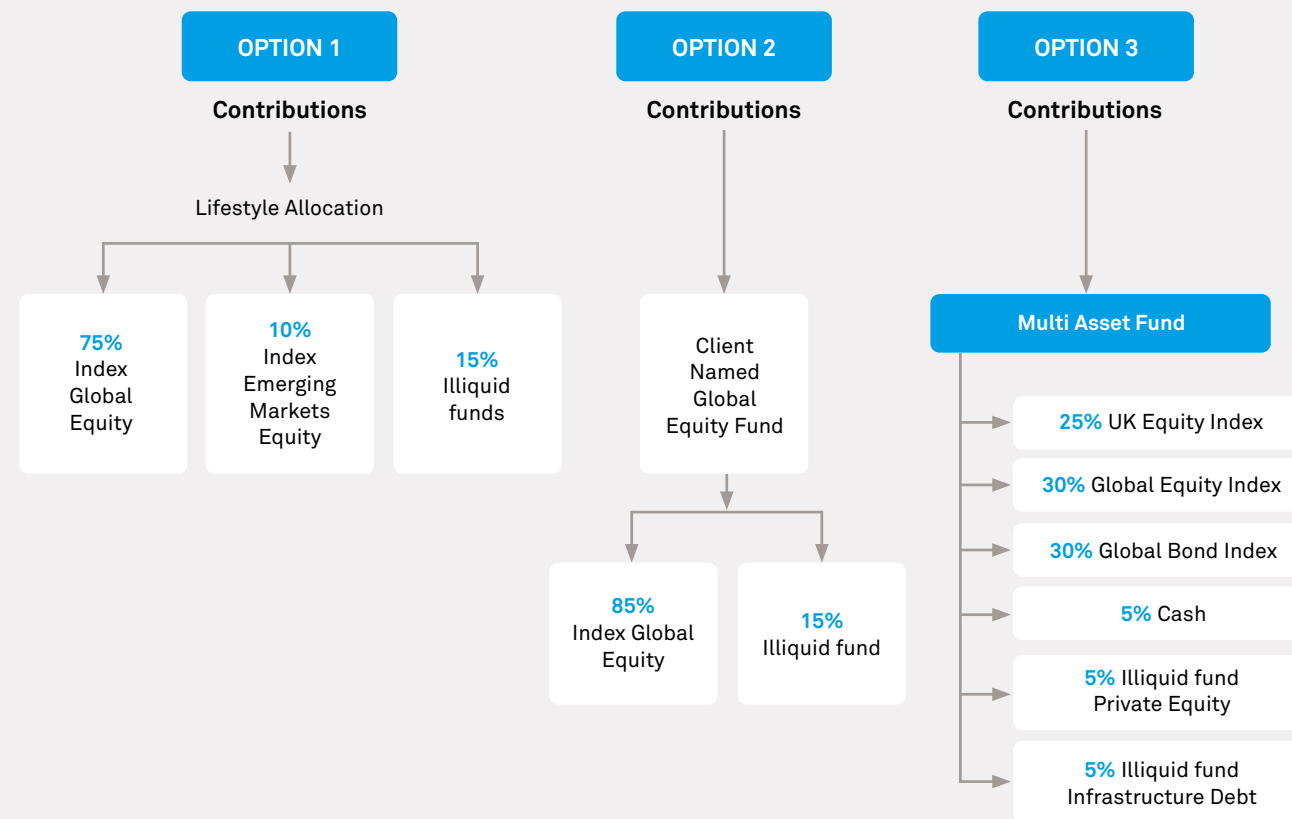 OPTION 1
Contributions
Lifestyle Allocation
75%
Index
Global
Equity
10%
Index
Emerging
Markets
Equity
15%
Illiquid
funds
OPTION 2
Contributions
Client
Named
Global
Equity Fund
85%
Index Global
Equity
15%
Illiquid fund
OPTION 3
Contributions
Multi Asset Fund
25% UK Equity Index
30% Global Equity Index
30% Global Bond Index
5% Cash
5% Illiquid fund
Private Equity
5% Illiquid fund
Infrastructure Debt